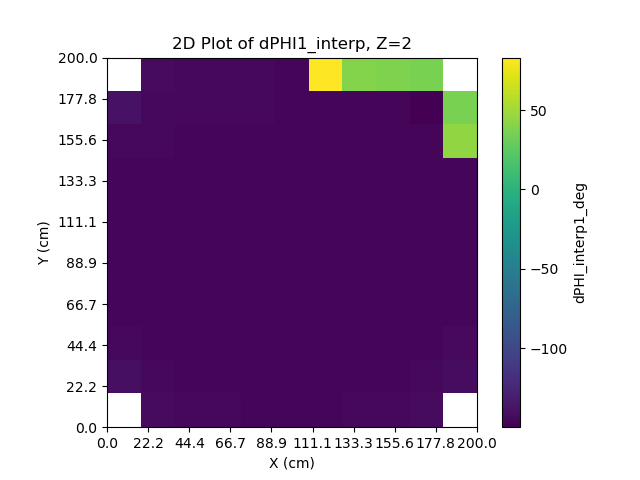 2D Plot of dPHI1_interp, Z=2
200.0
177.8
155.6
133.3
111.1
88.9
66.7
44.4
22.2
0.0
Y (cm)
0.0 22.2 44.4 66.7 88.9 111.1 133.3 155.6 177.8 200.0
X (cm)
50
0
−50
−100
dPHI_interp1_deg